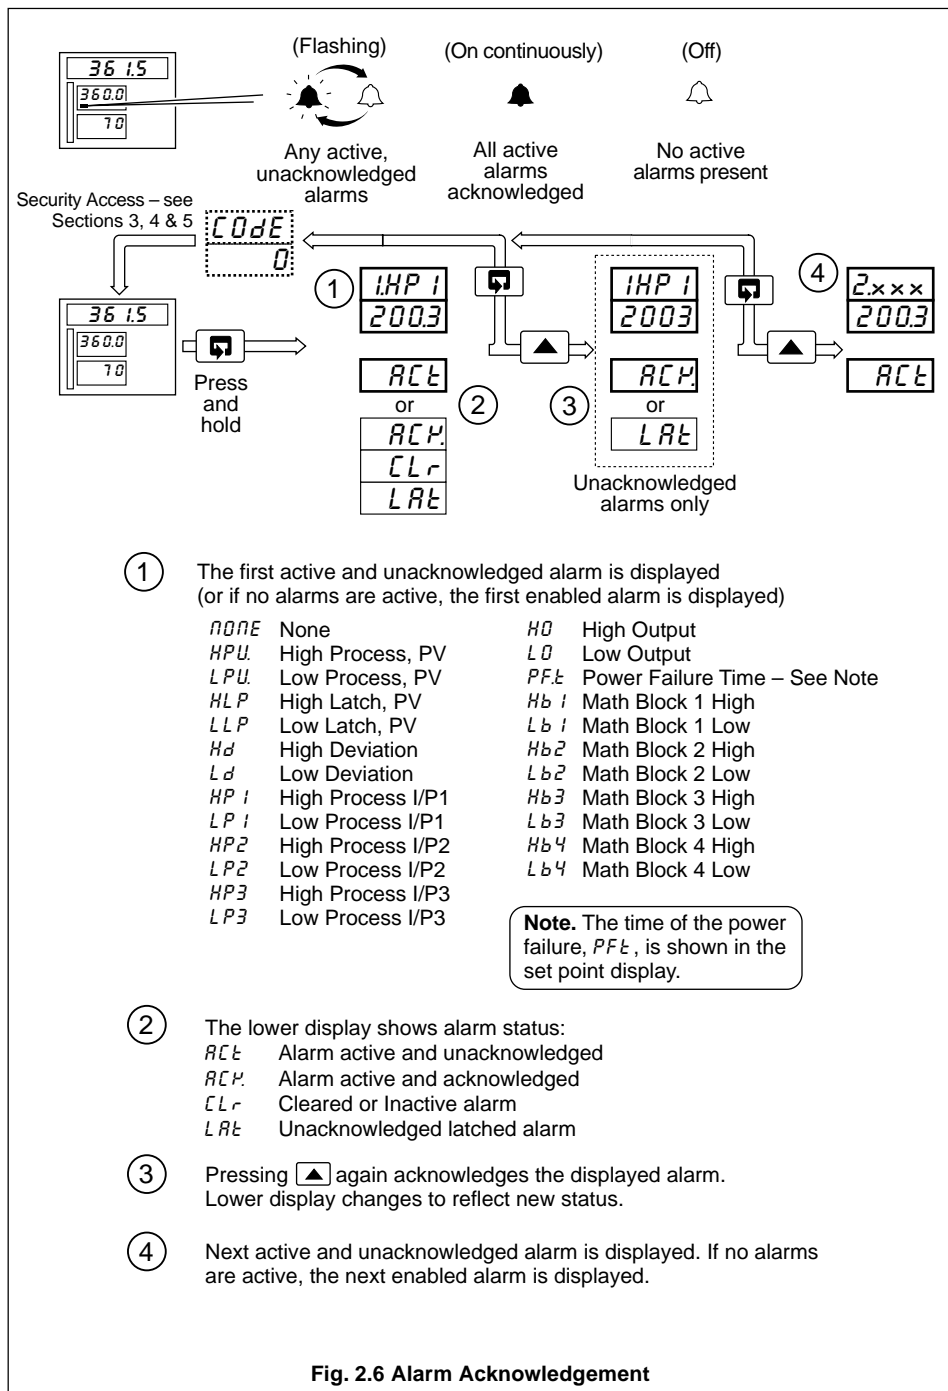 (Flashing)
(On continuously)
(Off)
361.5
360.0
70
Any active,
unacknowledged
alarms
All active
alarms
acknowledged
No active
alarms present
Security Access – see
Sections 3, 4 & 5
COdE
0
361.5
360.0
70
Press
and
hold
1
1.HP1
200.3
ACt
or
ACK.
CLr
LAt
2
3
1HP1
2003
ACK.
or
LAt
Unacknowledged
alarms only
4
2.xxx
200.3
ACt
1 The first active and unacknowledged alarm is displayed
(or if no alarms are active, the first enabled alarm is displayed)
NONE None
HPU. High Process, PV
LPU. Low Process, PV
HLP High Latch, PV
LLP Low Latch, PV
Hd High Deviation
Ld Low Deviation
HP1 High Process I/P1
LP1 Low Process I/P1
HP2 High Process I/P2
LP2 Low Process I/P2
HP3 High Process I/P3
LP3 Low Process I/P3
HO High Output
LO Low Output
PF.t Power Failure Time – See Note
Hb1 Math Block 1 High
Lb1 Math Block 1 Low
Hb2 Math Block 2 High
Lb2 Math Block 2 Low
Hb3 Math Block 3 High
Lb3 Math Block 3 Low
Hb4 Math Block 4 High
Lb4 Math Block 4 Low
Note. The time of the power
failure, PFt, is shown in the
set point display.
2 The lower display shows alarm status:
ACt Alarm active and unacknowledged
ACK. Alarm active and acknowledged
CLr Cleared or Inactive alarm
LAt Unacknowledged latched alarm
3 Pressing again acknowledges the displayed alarm.
Lower display changes to reflect new status.
4 Next active and unacknowledged alarm is displayed. If no alarms
are active, the next enabled alarm is displayed.
Fig. 2.6 Alarm Acknowledgement